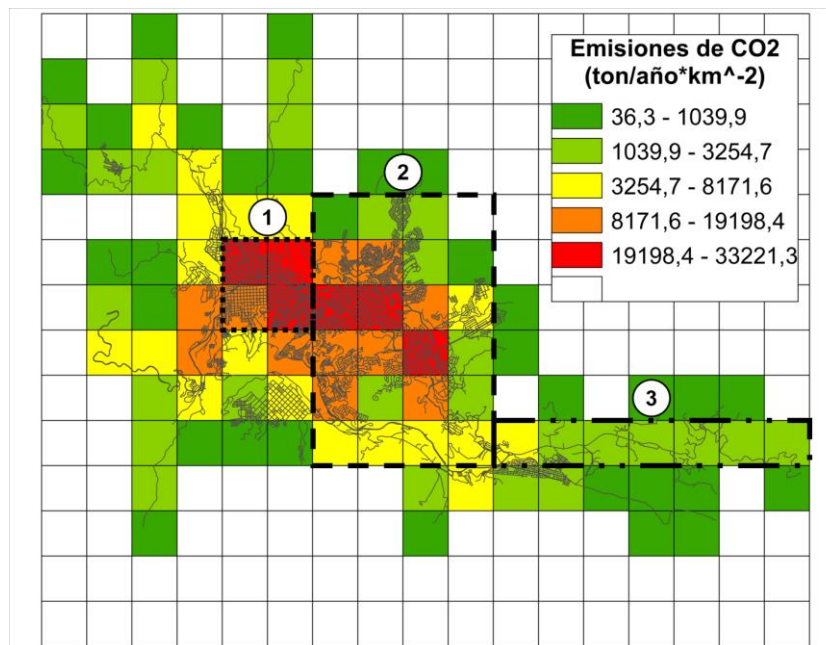 Emisiones de CO2
(ton/año*km^-2)
36,3 - 1039,9
1039,9 - 3254,7
3254,7 - 8171,6
8171,6 - 19198,4
19198,4 - 33221,3
2
1
3